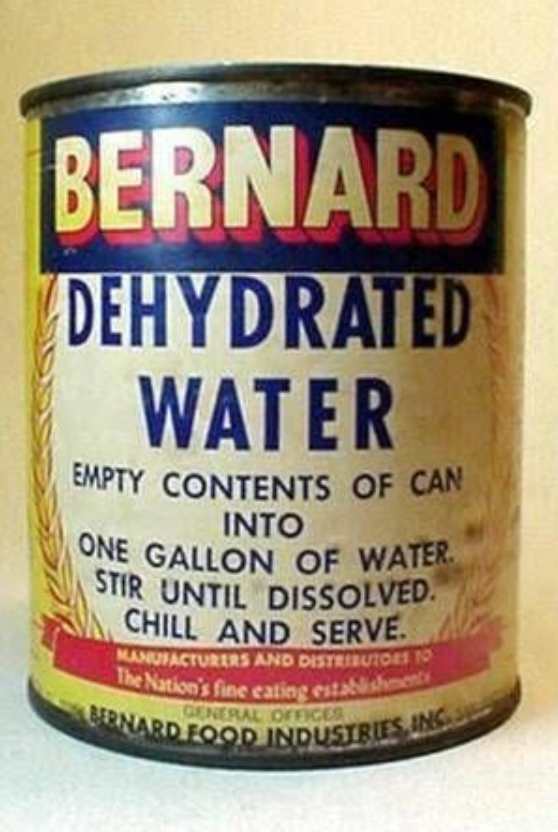 BERNARD
DEHYDRATED
WATER
EMPTY CONTENTS OF CAN
INTO
ONE GALLON OF WATER.
STIR UNTIL DISSOLVED.
CHILL AND SERVE.
MANUFACTURERS AND DISTRIBUTORS TO
The Nation's fine eating establishments
GENERAL OFFICES
BERNARD FOOD INDUSTRIES, INC.